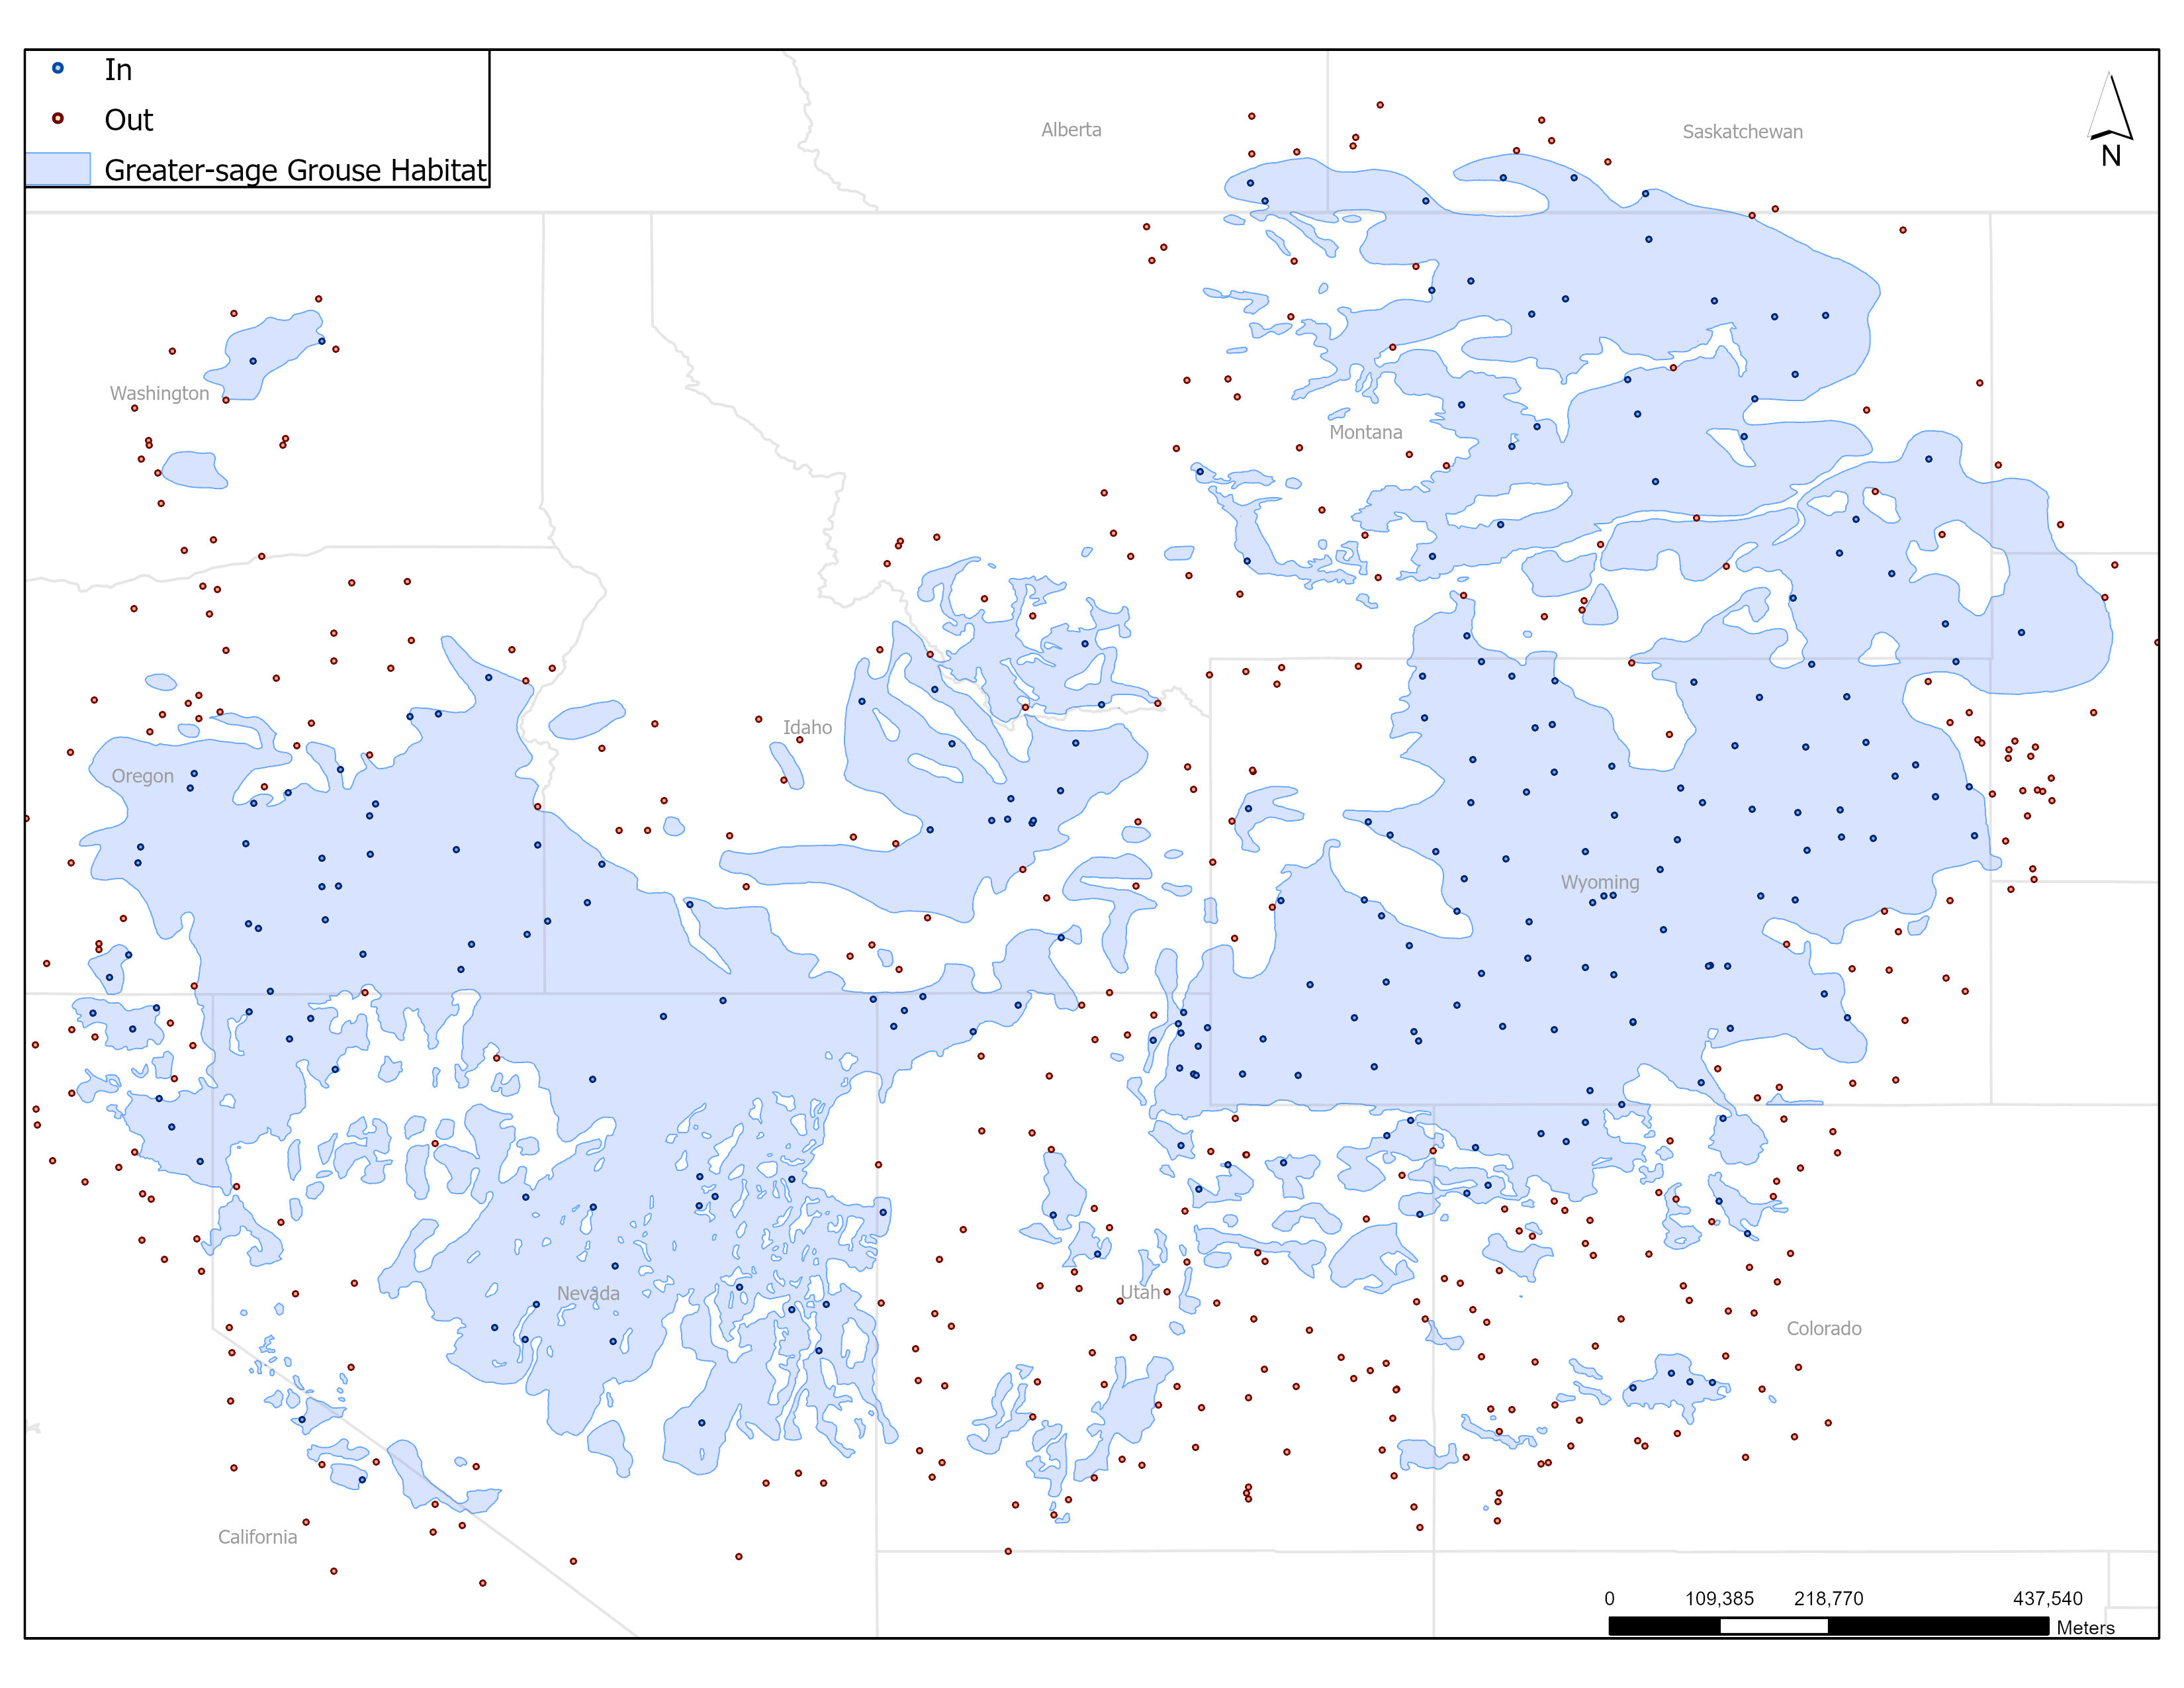 In
Out
Greater-sage Grouse Habitat
Alberta
Saskatchewan
N
Washington
Montana
Idaho
Oregon
Wyoming
Nevada
Utah
Colorado
California
0 109,385 218,770 437,540
Meters